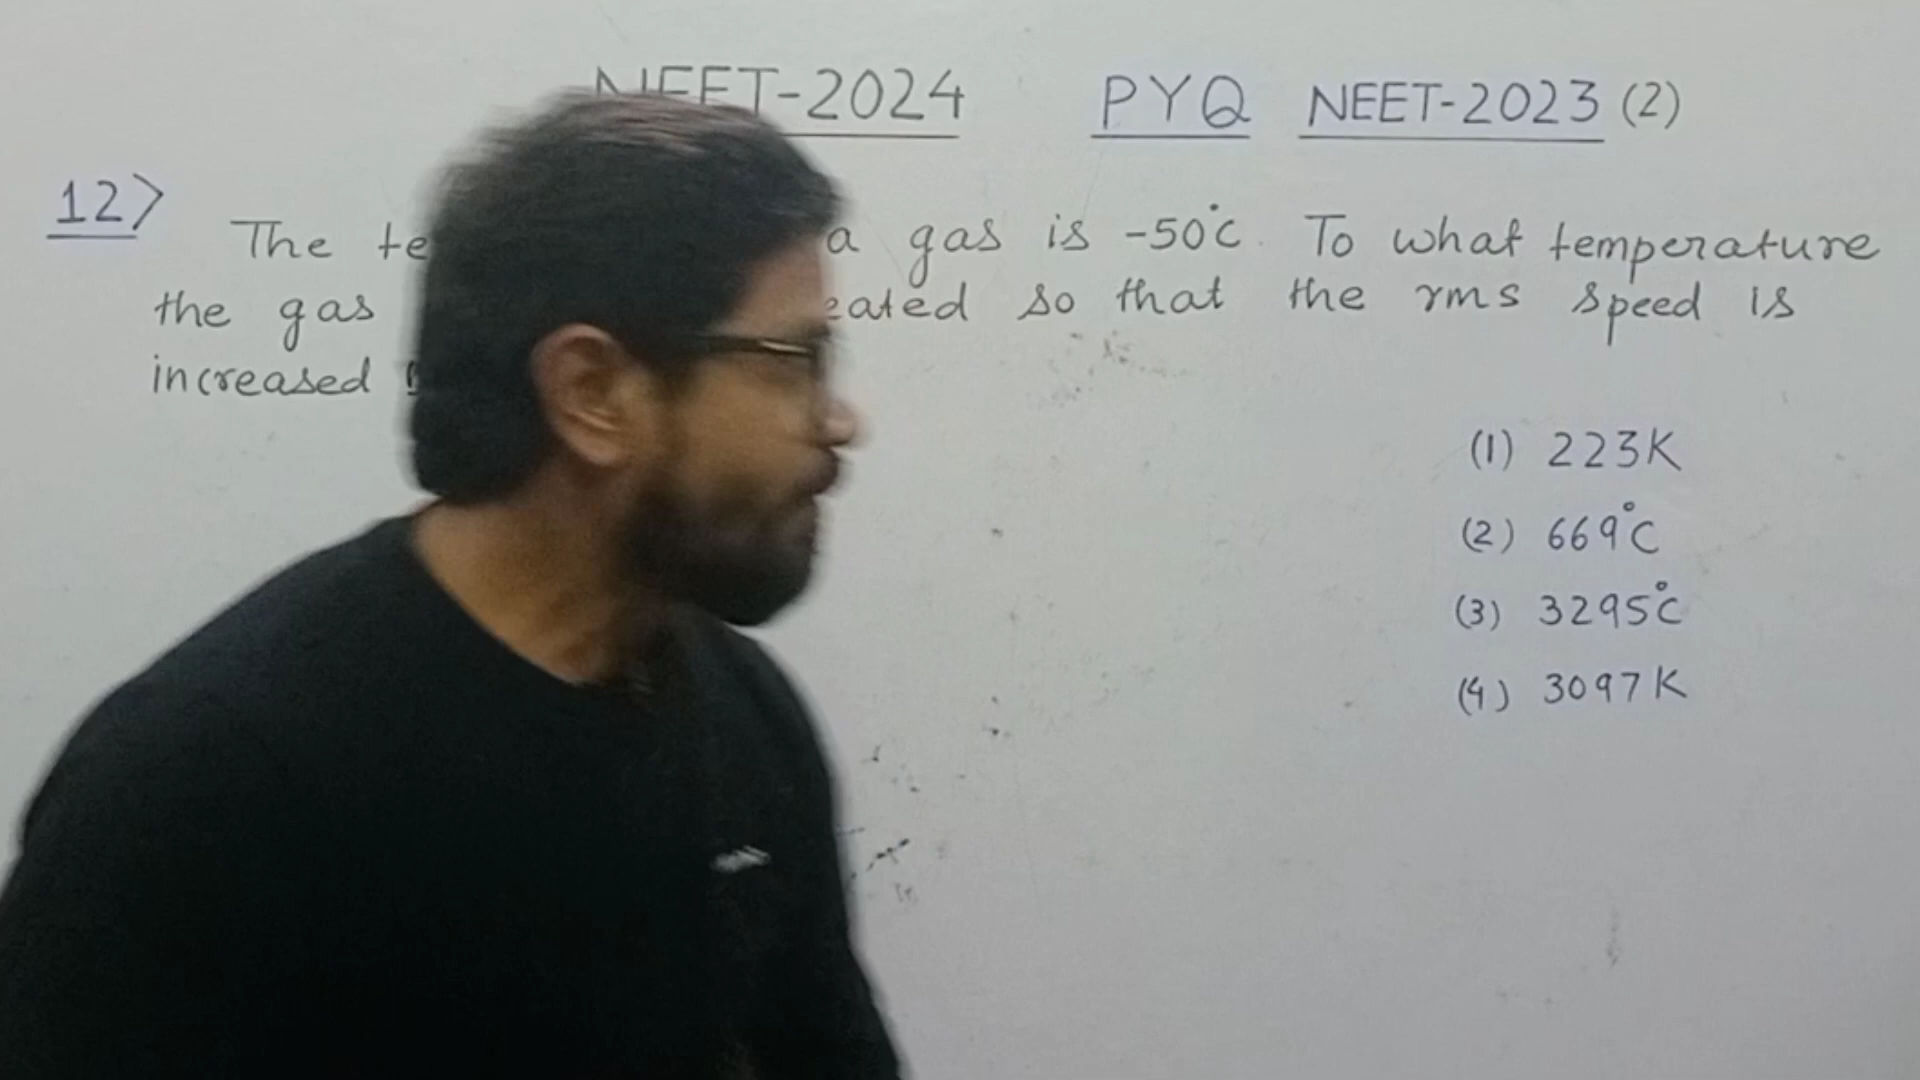 NEET-2024 PYQ NEET-2023 (2)
12> The te a gas is -50°C. To what temperature
the gas eated so that the rms speed is
increased
(1) 223K
(2) 669°C
(3) 3295°C
(4) 3097K